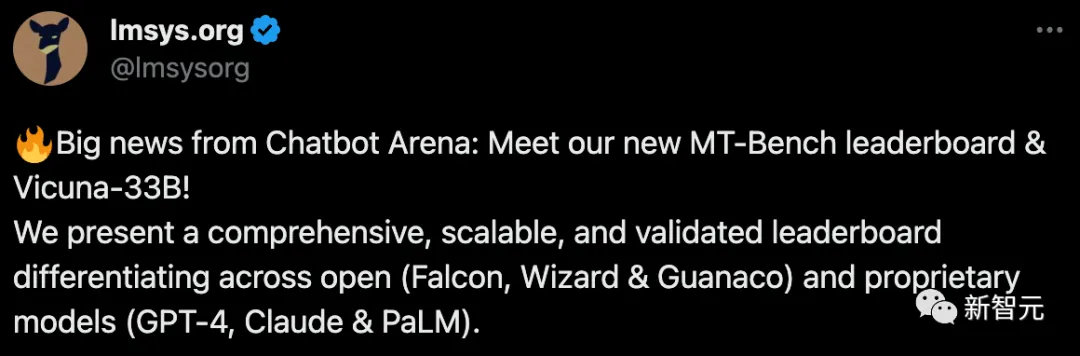 lmsys.org
@lmsysorg
🔥Big news from Chatbot Arena: Meet our new MT-Bench leaderboard &
Vicuna-33B!
We present a comprehensive, scalable, and validated leaderboard
differentiating across open (Falcon, Wizard & Guanaco) and proprietary
models (GPT-4, Claude & PaLM).
新智元